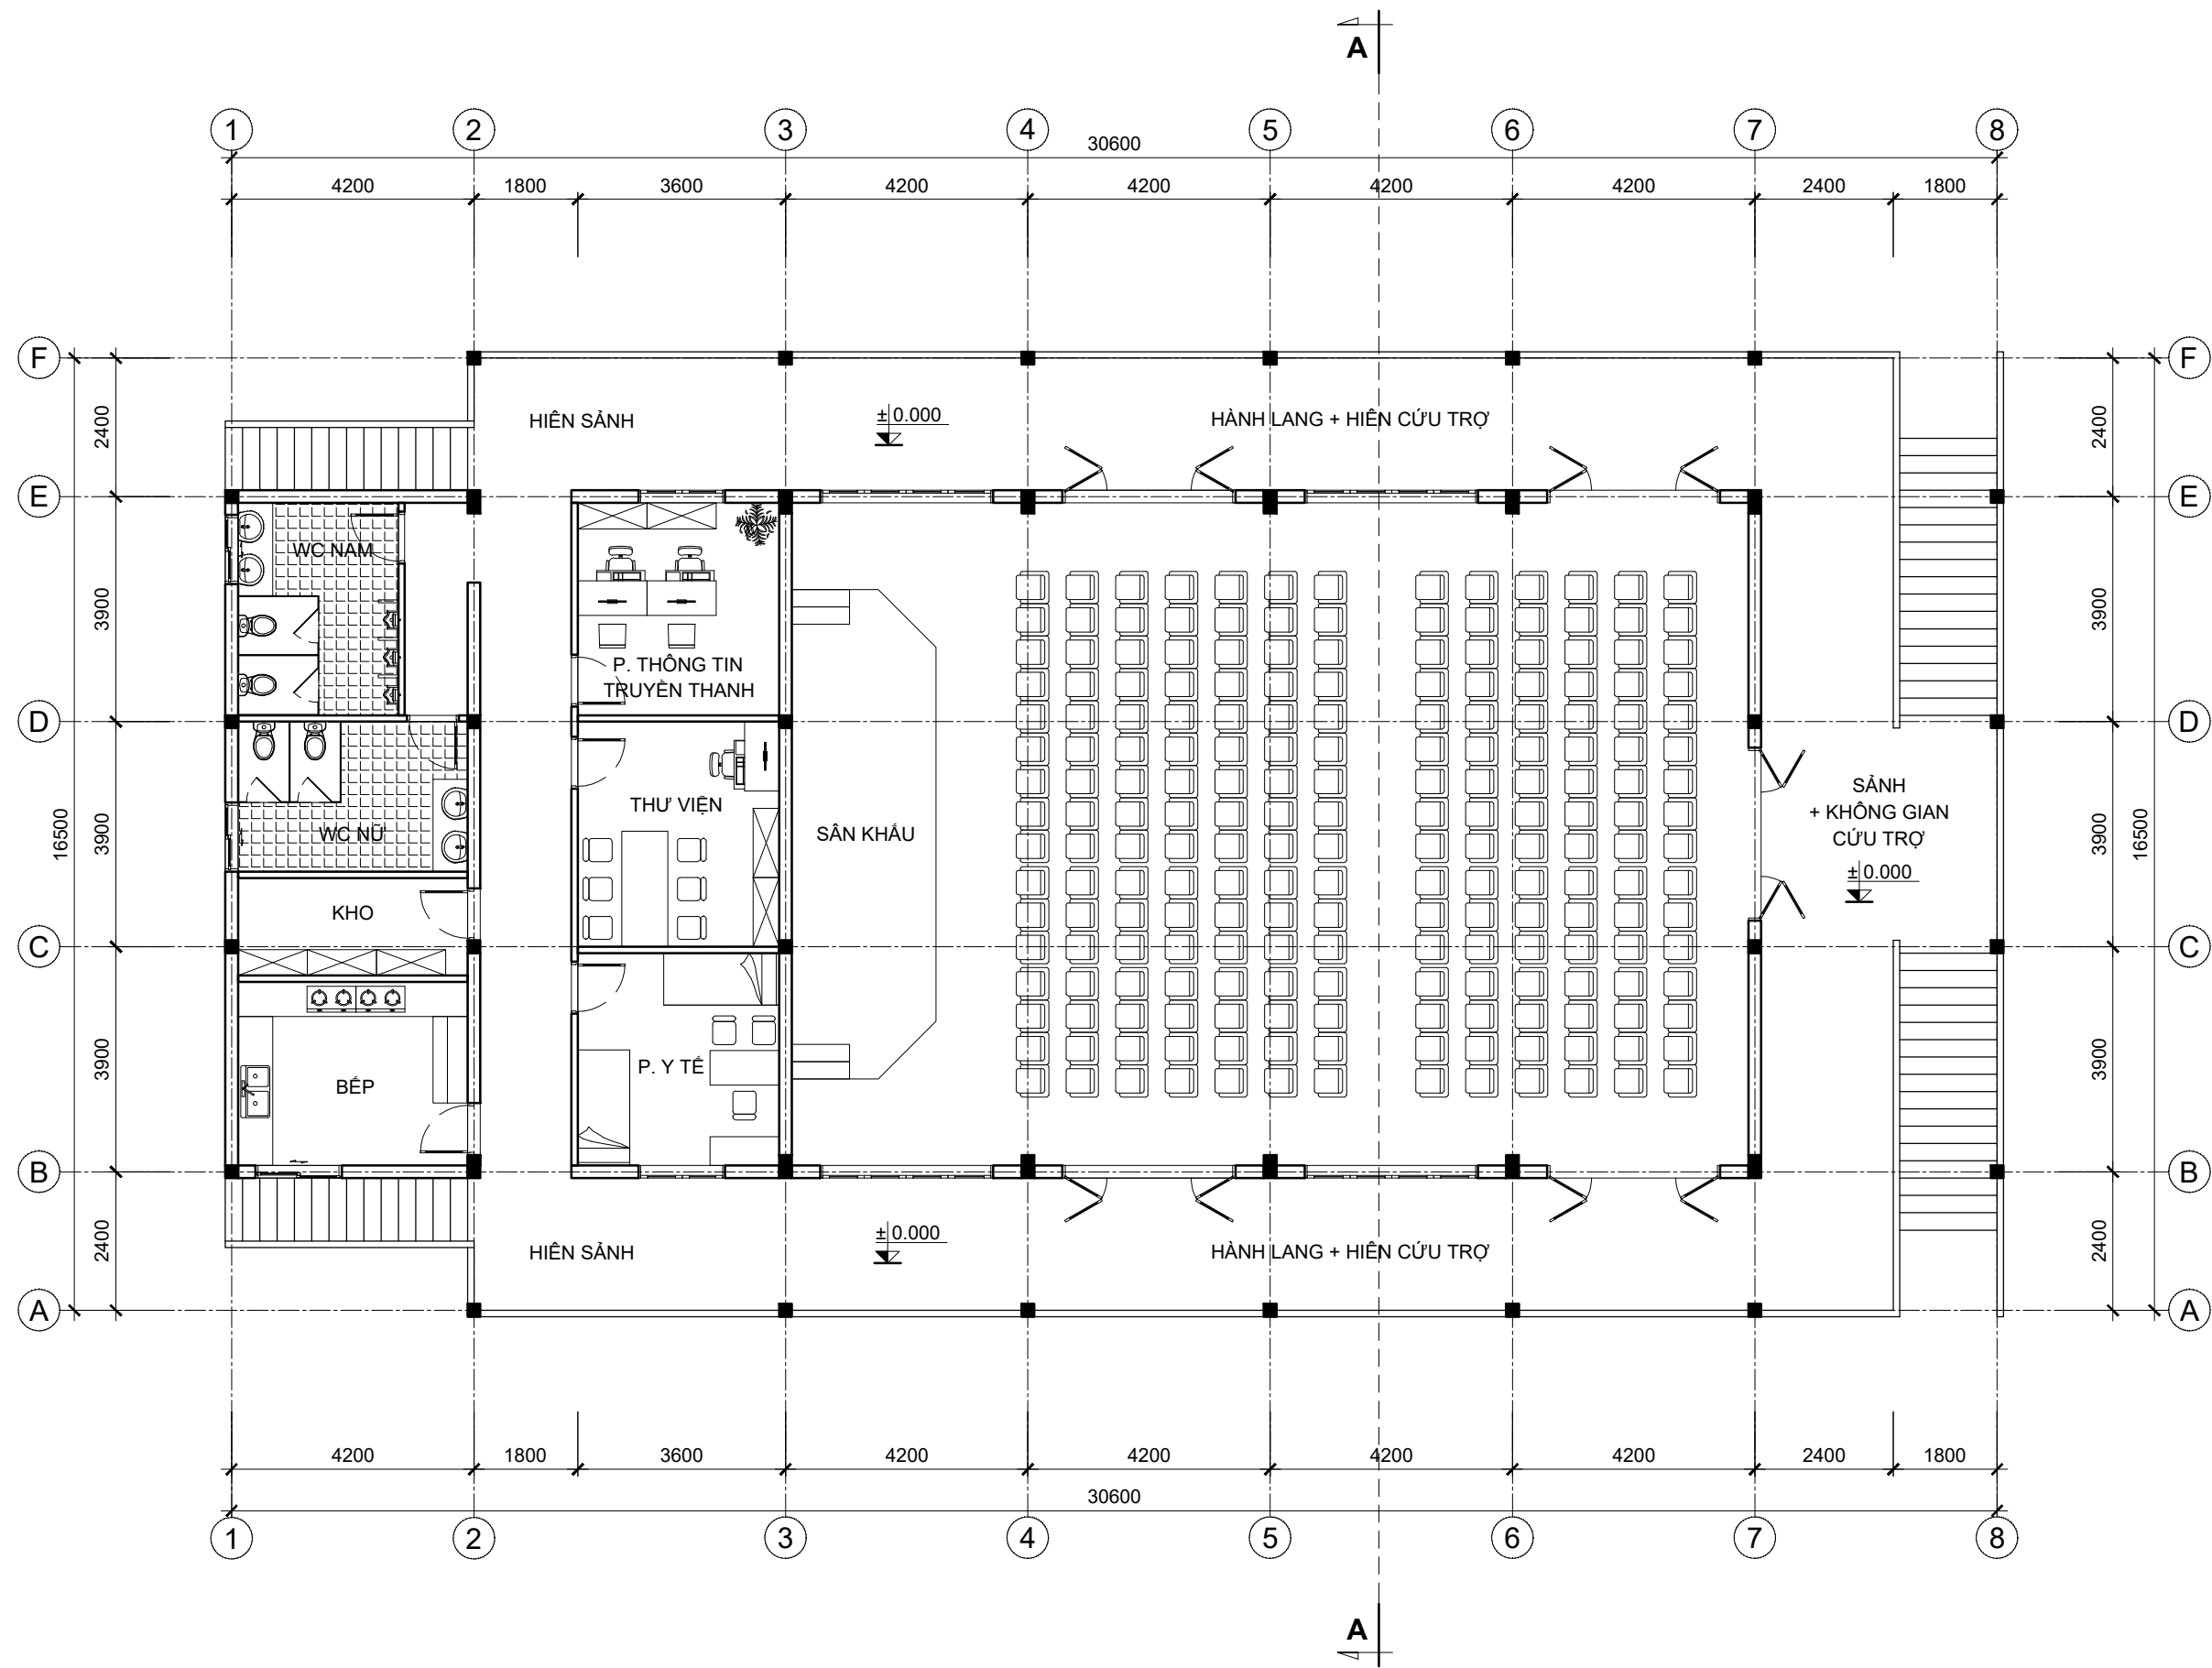 A
1 2 3 4 5 6 7 8
30600
4200 1800 3600 4200 4200 4200 4200 2400 1800
F F
HIÊN SẢNH ± 0.000 HÀNH LANG + HIÊN CỨU TRỢ
2400 2400
E E
WC NAM
3900 3900
P. THÔNG TIN
TRUYỀN THANH
D D
SẢNH
+ KHÔNG GIAN
CỨU TRỢ
± 0.000
THƯ VIỆN
WC NỮ
SÂN KHẤU
16500 3900 3900 16500
KHO
C C
3900 3900
P. Y TẾ
BẾP
B B
2400 2400
HIÊN SẢNH ± 0.000 HÀNH LANG + HIÊN CỨU TRỢ
A A
4200 1800 3600 4200 4200 4200 4200 2400 1800
30600
1 2 3 4 5 6 7 8
A